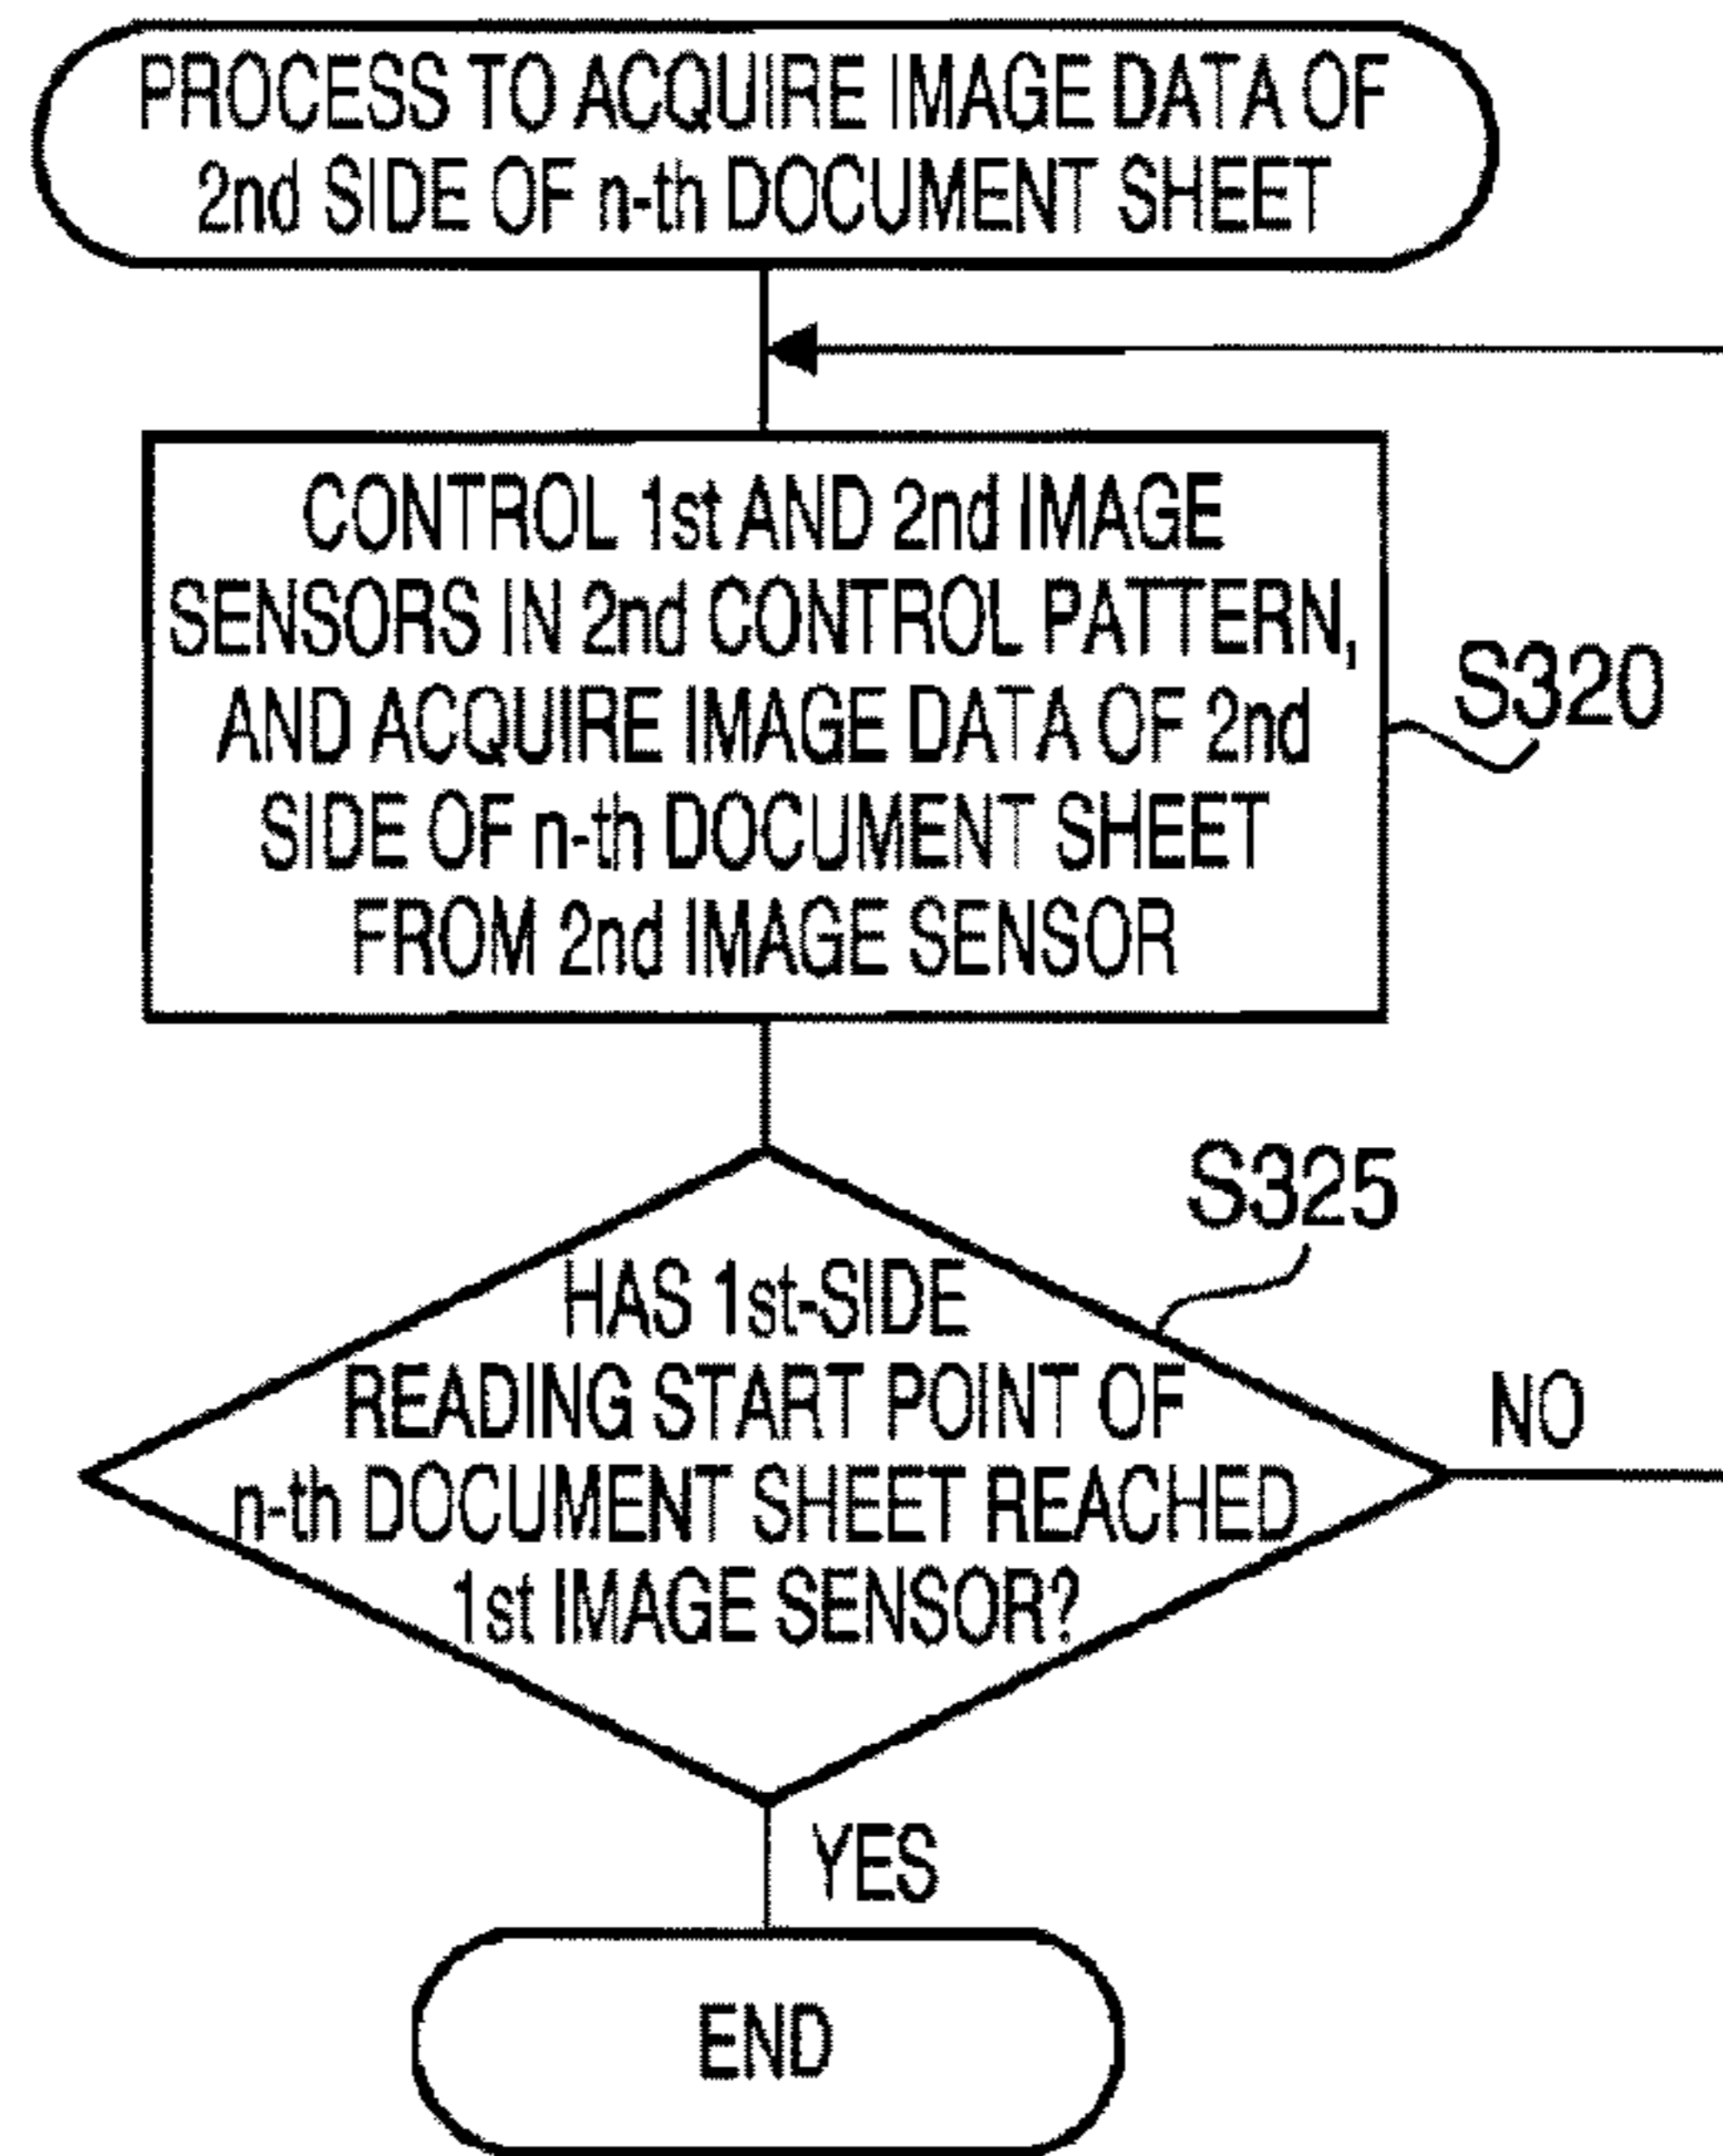 PROCESS TO ACQUIRE IMAGE DATA OF
2nd SIDE OF n-th DOCUMENT SHEET
CONTROL 1st AND 2nd IMAGE
SENSORS IN 2nd CONTROL PATTERN,
AND ACQUIRE IMAGE DATA OF 2nd
SIDE OF n-th DOCUMENT SHEET
FROM 2nd IMAGE SENSOR
S320
S325
HAS 1st-SIDE
READING START POINT OF
n-th DOCUMENT SHEET REACHED
1st IMAGE SENSOR?
NO
YES
END